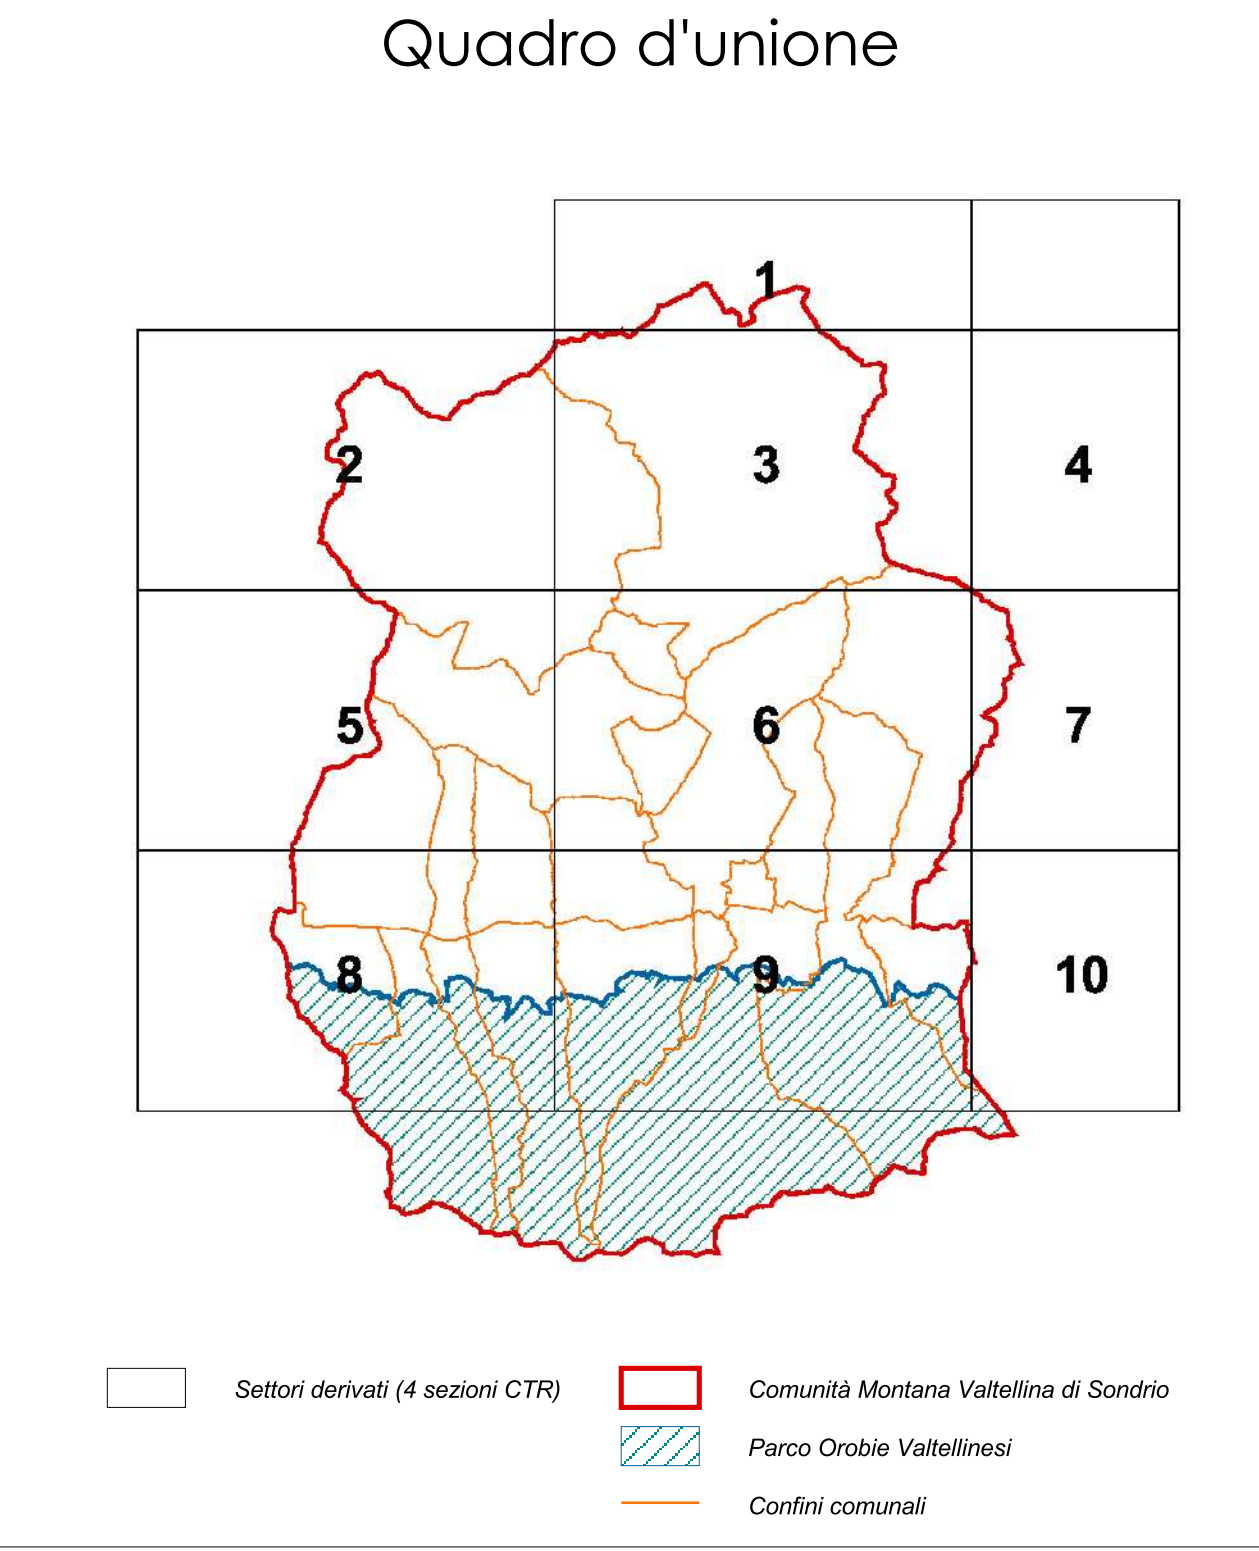 Quadro d'unione
1
2
3
4
5
6
7
8
9
10
Settori derivati (4 sezioni CTR)
Comunità Montana Valtellina di Sondrio
Parco Orobie Valtellinesi
Confini comunali